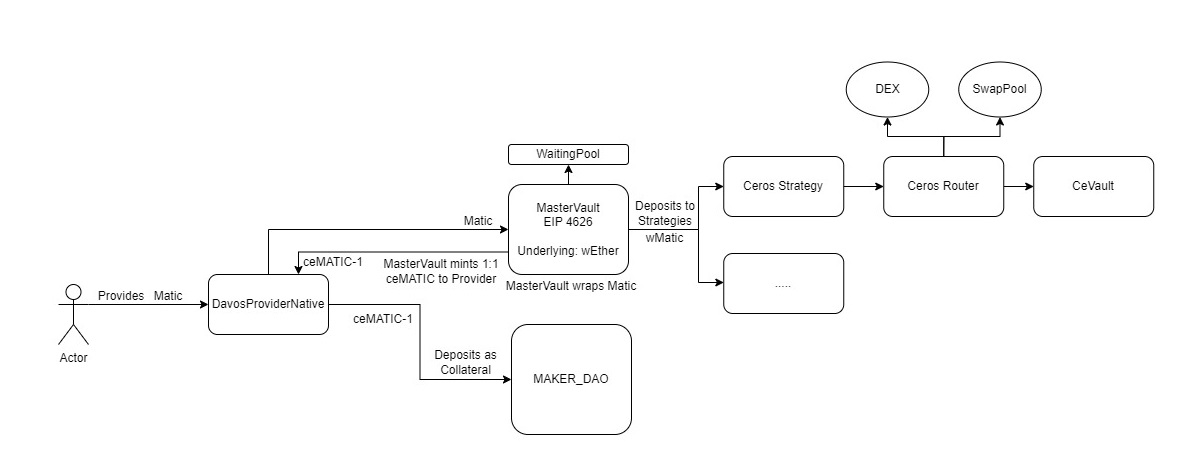 DEX
SwapPool
WaitingPool
MasterVault
EIP 4626
Underlying: wEther
MasterVault wraps Matic
Deposits to
Strategies
wMatic
Ceros Strategy
Ceros Router
CeVault
.....
Matic
ceMATIC-1
MasterVault mints 1:1
ceMATIC to Provider
Provides Matic
DavosProviderNative
Actor
ceMATIC-1
Deposits as
Collateral
MAKER_DAO